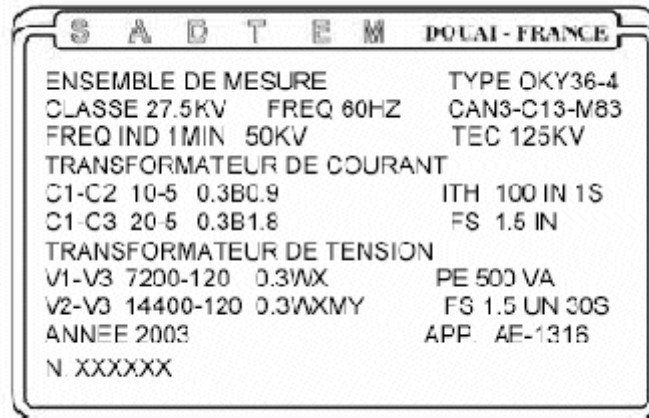 SADTEM DOUAI - FRANCE
ENSEMBLE DE MESURE TYPE OKY36-4
CLASSE 27.5KV FREQ 60HZ CAN3-C13-M83
FREQ IND 1MIN 50KV TEC 125KV
TRANSFORMATEUR DE COURANT
C1-C2 10-5 0.3B0.9 ITH 100 IN 1S
C1-C3 20-5 0.3B1.8 FS 1.5 IN
TRANSFORMATEUR DE TENSION
V1-V3 7200-120 0.3WX PE 500 VA
V2-V3 14400-120 0.3WXMY FS 1.5 UN 30S
ANNEE 2003 APP. AE-1316
N. XXXXXX